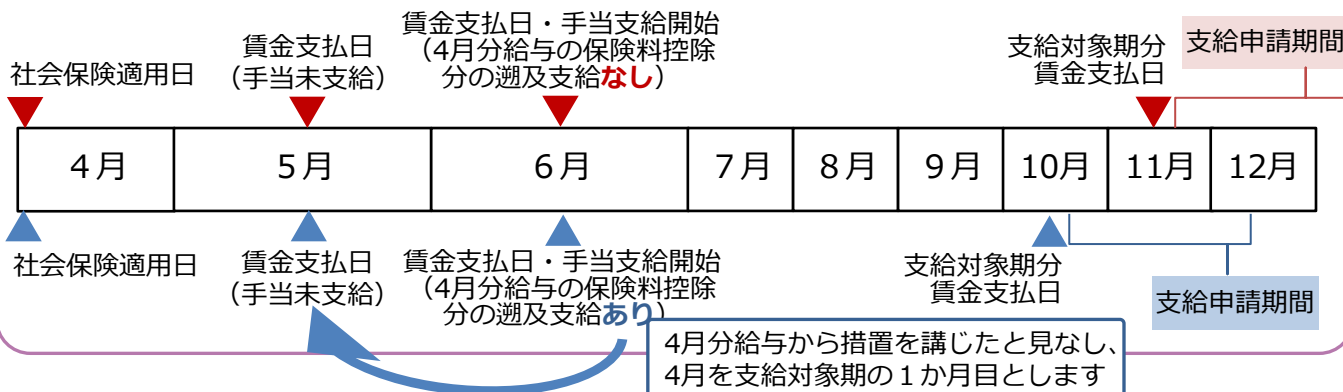 社会保険適用日
賃金支払日
(手当未支給)
賃金支払日・手当支給開始
(4月分給与の保険料控除
分の遡及支給なし)
支給対象期分
賃金支払日
支給申請期間
4月
5月
6月
7月
8月
9月
10月
11月
12月
社会保険適用日
賃金支払日
(手当未支給)
賃金支払日・手当支給開始
(4月分給与の保険料控除
分の遡及支給あり)
支給対象期分
賃金支払日
支給申請期間
4月分給与から措置を講じたと見なし、
4月を支給対象期の1か月目とします